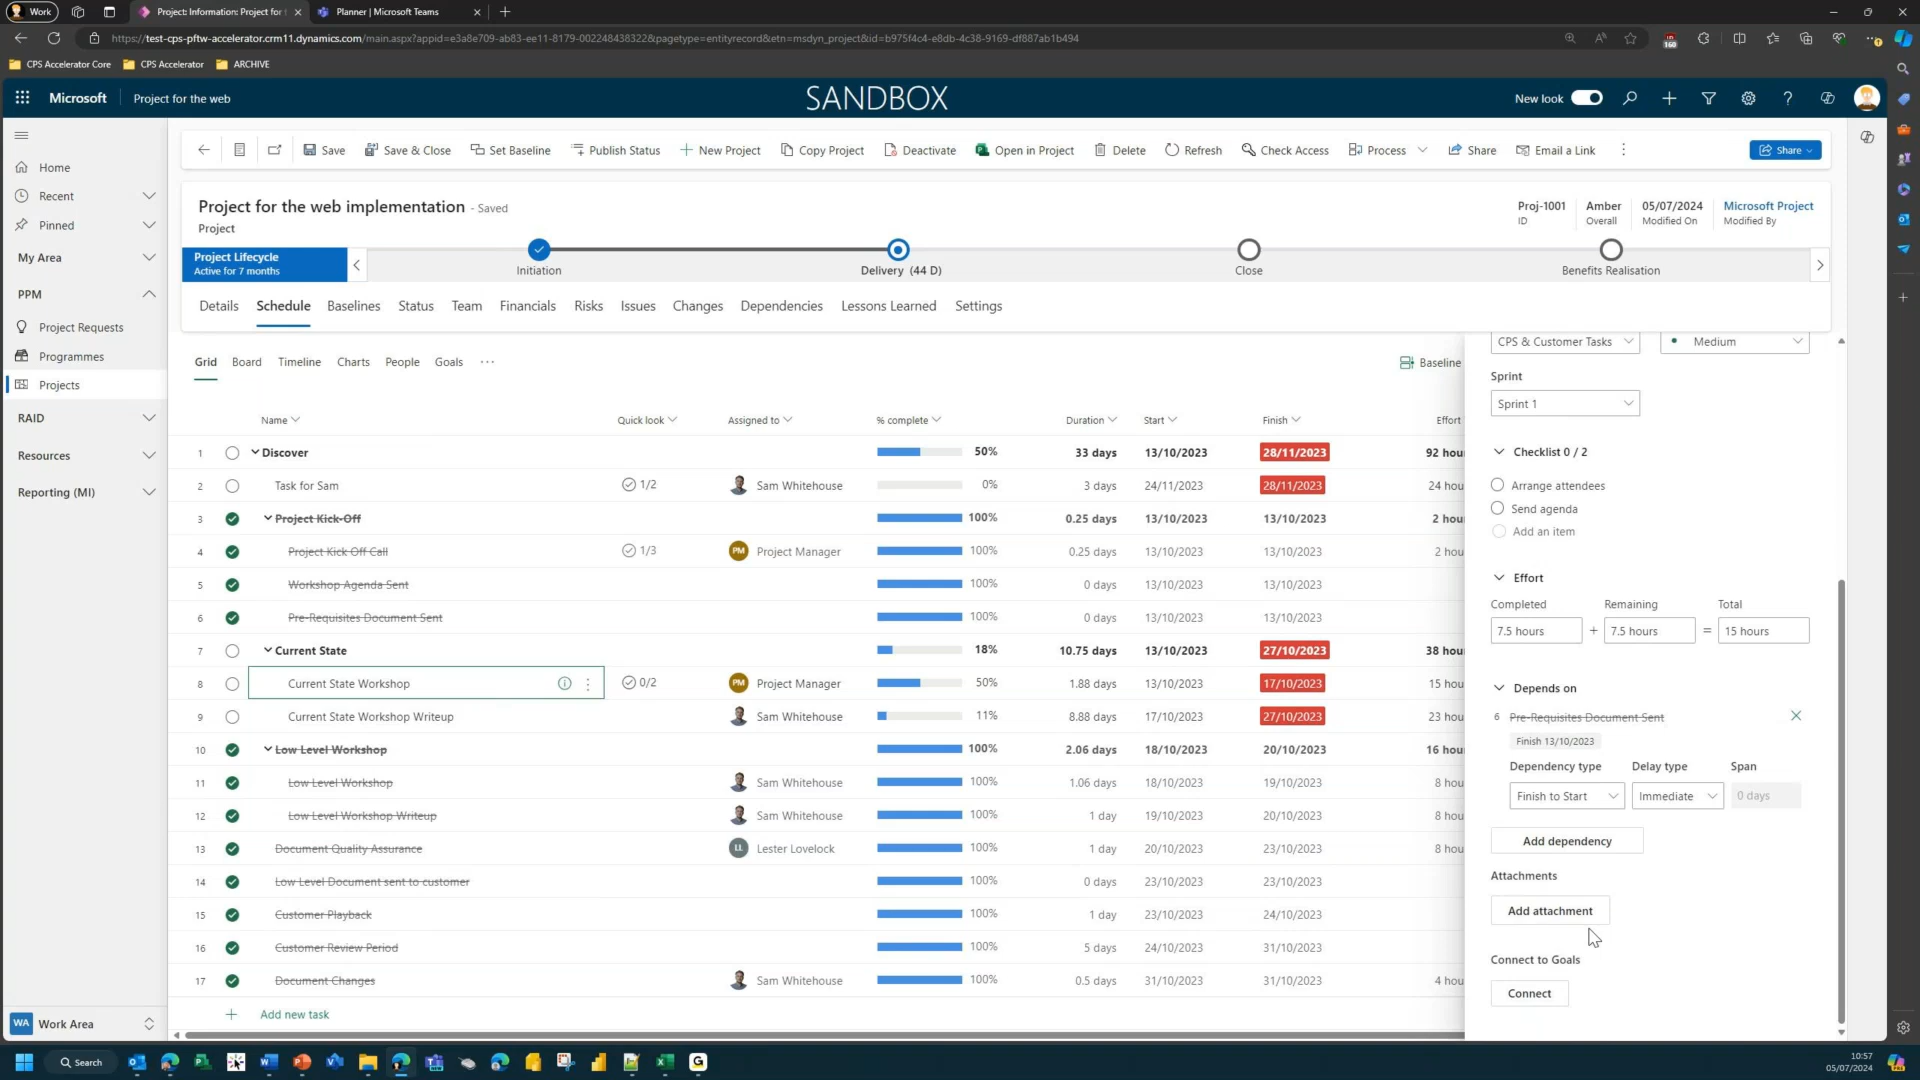 Work
Project: Information: Project for t
Planner | Microsoft Teams
https://test-cps-pftw-accelerator.crm11.dynamics.com/main.aspx?appid=e3a8e709-ab83-ee11-8179-002248438322&pagetype=entityrecord&etn=msdyn_project&id=b975f4c4-e8db-4c38-9169-df887ab1b494
160
CPS Accelerator Core
CPS Accelerator
ARCHIVE
Microsoft
Project for the web
SANDBOX
New look
Save
Save & Close
Set Baseline
Publish Status
New Project
Copy Project
Deactivate
Open in Project
Delete
Refresh
Check Access
Process
Share
Email a Link
Share
Home
Recent
Pinned
My Area
PPM
Project Requests
Programmes
Projects
RAID
Resources
Reporting (MI)
WA Work Area
Project for the web implementation - Saved
Project
Proj-1001
ID
Amber
Overall
05/07/2024
Modified On
Microsoft Project
Modified By
Project Lifecycle
Active for 7 months
Initiation
Delivery (44 D)
Close
Benefits Realisation
Details Schedule Baselines Status Team Financials Risks Issues Changes Dependencies Lessons Learned Settings
Grid Board Timeline Charts People Goals ...
Baseline
Name Quick look Assigned to % complete Duration Start Finish Effort
1 Discover 50% 33 days 13/10/2023 28/11/2023 92 hou
2 Task for Sam 1/2 Sam Whitehouse 0% 3 days 24/11/2023 28/11/2023 24 hou
3 Project Kick-Off 100% 0.25 days 13/10/2023 13/10/2023 2 hou
4 Project Kick Off Call 1/3 PM Project Manager 100% 0.25 days 13/10/2023 13/10/2023 2 hou
5 Workshop Agenda Sent 100% 0 days 13/10/2023 13/10/2023
6 Pre-Requisites Document Sent 100% 0 days 13/10/2023 13/10/2023
7 Current State 18% 10.75 days 13/10/2023 27/10/2023 38 hou
8 Current State Workshop 0/2 PM Project Manager 50% 1.88 days 13/10/2023 17/10/2023 15 hou
9 Current State Workshop Writeup Sam Whitehouse 11% 8.88 days 17/10/2023 27/10/2023 23 hou
10 Low Level Workshop 100% 2.06 days 18/10/2023 20/10/2023 16 hou
11 Low Level Workshop Sam Whitehouse 100% 1.06 days 18/10/2023 19/10/2023 8 hou
12 Low Level Workshop Writeup Sam Whitehouse 100% 1 day 19/10/2023 20/10/2023 8 hou
13 Document Quality Assurance LL Lester Lovelock 100% 1 day 20/10/2023 23/10/2023 8 hou
14 Low Level Document sent to customer 100% 0 days 23/10/2023 23/10/2023
15 Customer Playback 100% 1 day 23/10/2023 24/10/2023
16 Customer Review Period 100% 5 days 24/10/2023 31/10/2023
17 Document Changes Sam Whitehouse 100% 0.5 days 31/10/2023 31/10/2023 4 hou
Add new task
CPS & Customer Tasks
Medium
Sprint
Sprint 1
Checklist 0 / 2
Arrange attendees
Send agenda
Add an item
Effort
Completed Remaining Total
7.5 hours + 7.5 hours = 15 hours
Depends on
6 Pre-Requisites Document Sent
Finish 13/10/2023
Dependency type Delay type Span
Finish to Start Immediate 0 days
Add dependency
Attachments
Add attachment
Connect to Goals
Connect
Search
10:57
05/07/2024